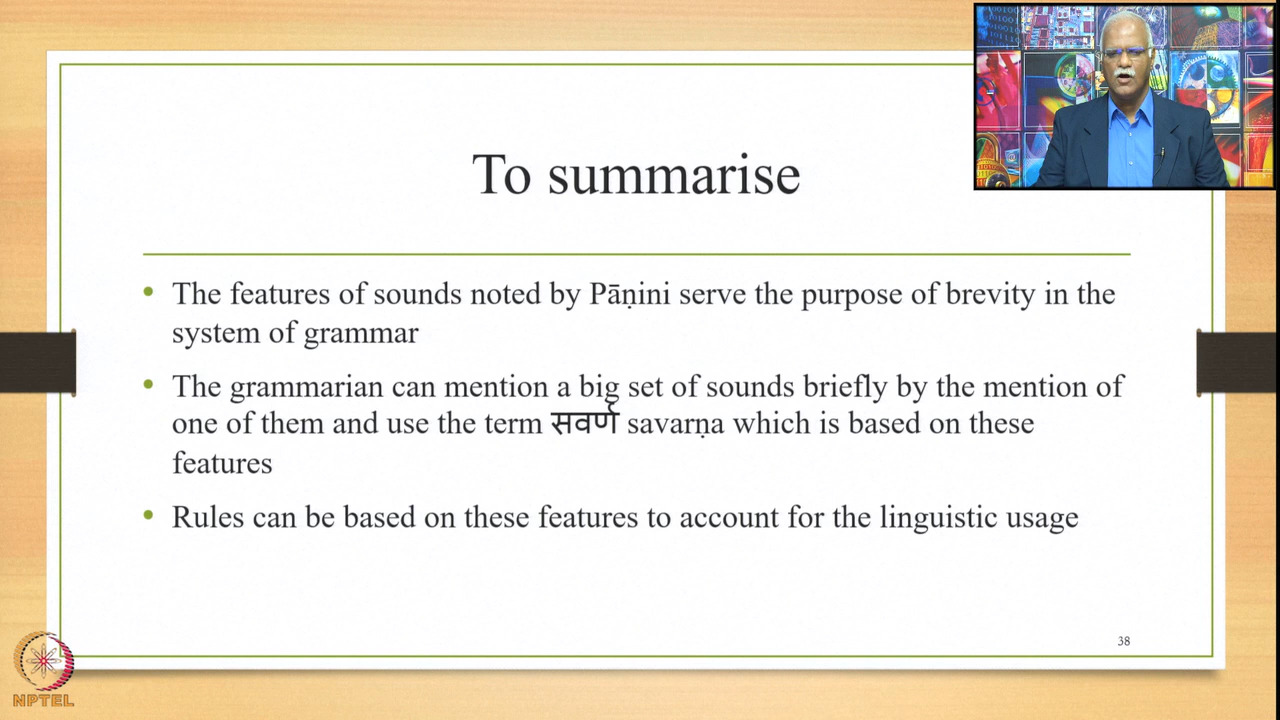 To summarise
• The features of sounds noted by Pāṇini serve the purpose of brevity in the
system of grammar
• The grammarian can mention a big set of sounds briefly by the mention of
one of them and use the term सवर्ण savarṇa which is based on these
features
• Rules can be based on these features to account for the linguistic usage
38
NPTEL